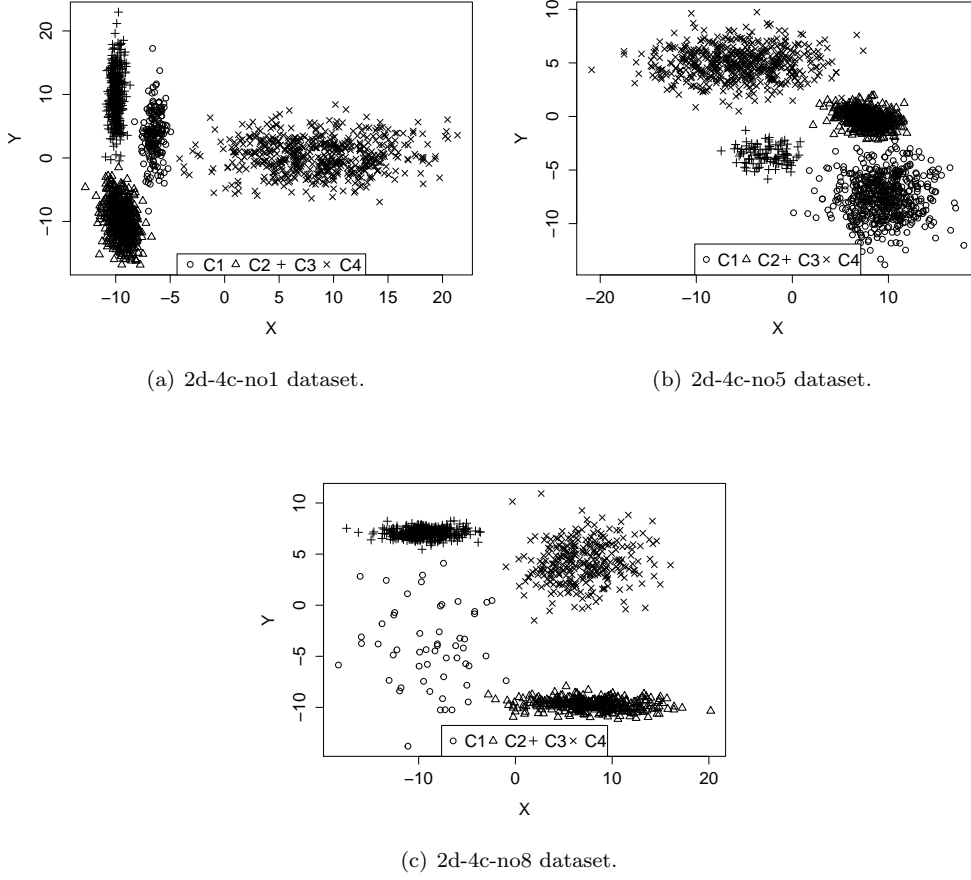 20
10
0
−10
Y
C1 C2 C3 C4
−10 −5 0 5 10 15 20
X
(a) 2d-4c-no1 dataset.
10
5
0
−5
−10
Y
C1 C2 C3 C4
−20 −10 0 10
X
(b) 2d-4c-no5 dataset.
10
5
0
−5
−10
Y
C1 C2 C3 C4
−10 0 10 20
X
(c) 2d-4c-no8 dataset.